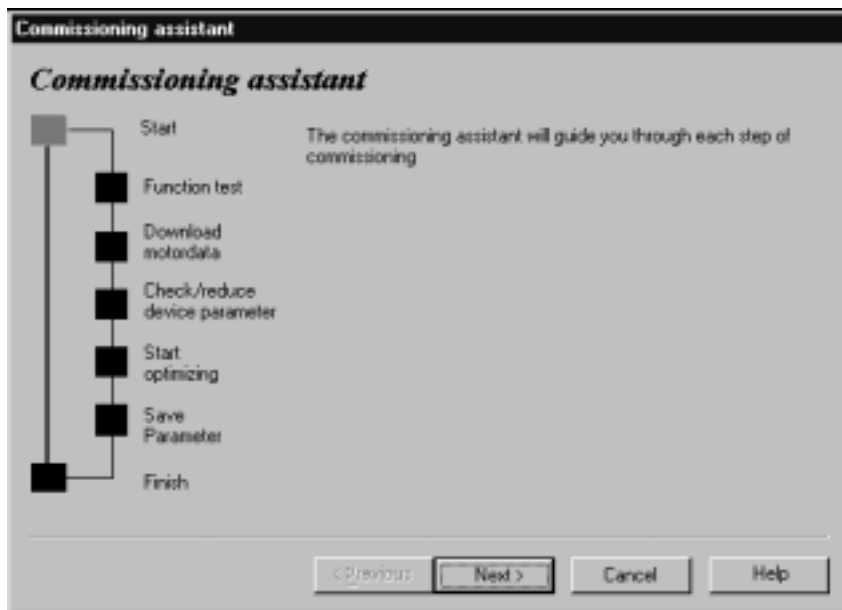 Commissioning assistant
Commissioning assistant
Start
The commissioning assistant will guide you through each step of
commissioning
Function test
Download
motordata
Check/reduce
device parameter
Start
optimizing
Save
Parameter
Finish
< Previous
Next >
Cancel
Help